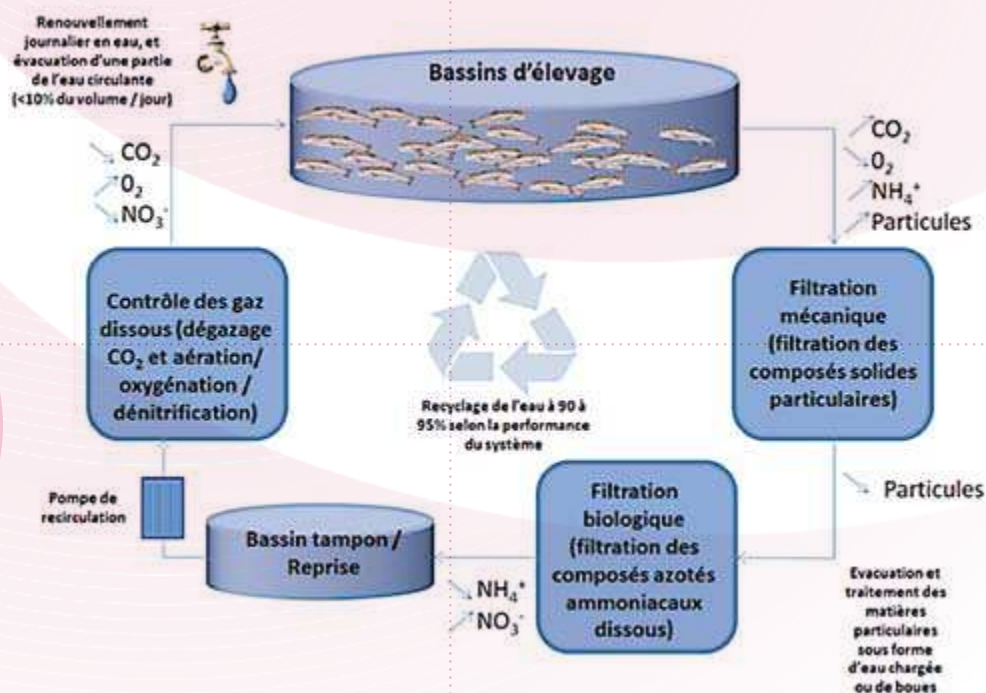 Renouvellement
journalier en eau, et
évacuation d'une partie
de l'eau circulante
(<10% du volume / jour)
Bassins d'élevage
CO₂
O₂
NH₄⁺
Particules
Filtration
mécanique
(filtration des
composés solides
particulaires)
Particules
Evacuation et
traitement des
matières
particulaires
sous forme
d'eau chargée
ou de boues
Filtration
biologique
(filtration des
composés azotés
ammoniacaux
dissous)
NH₄⁺
NO₃⁻
Bassin tampon /
Reprise
Pompe de
recirculation
Contrôle des gaz
dissous (dégazage
CO₂ et aération/
oxygénation /
dénitrification)
CO₂
O₂
NO₃⁻
Recyclage de l'eau à 90 à
95% selon la performance
du système